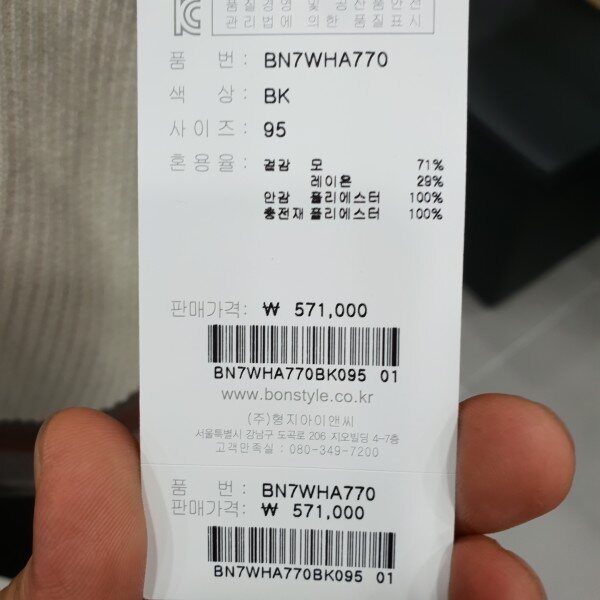 품질경영 및 공산품안전
관리법에 의한 품질표시
품 번 : BN7WHA770
색 상 : BK
사이즈 : 95
혼용율 : 겉감 모 71%
레이온 29%
안감 폴리에스터 100%
충전재 폴리에스터 100%
판매가격: ₩ 571,000
BN7WHA770BK095 01
www.bonstyle.co.kr
(주)형지아이앤씨
서울특별시 강남구 도곡로 206 지오빌딩 4-7층
고객만족실 : 080-349-7200
품 번 : BN7WHA770
판매가격: ₩ 571,000
BN7WHA770BK095 01